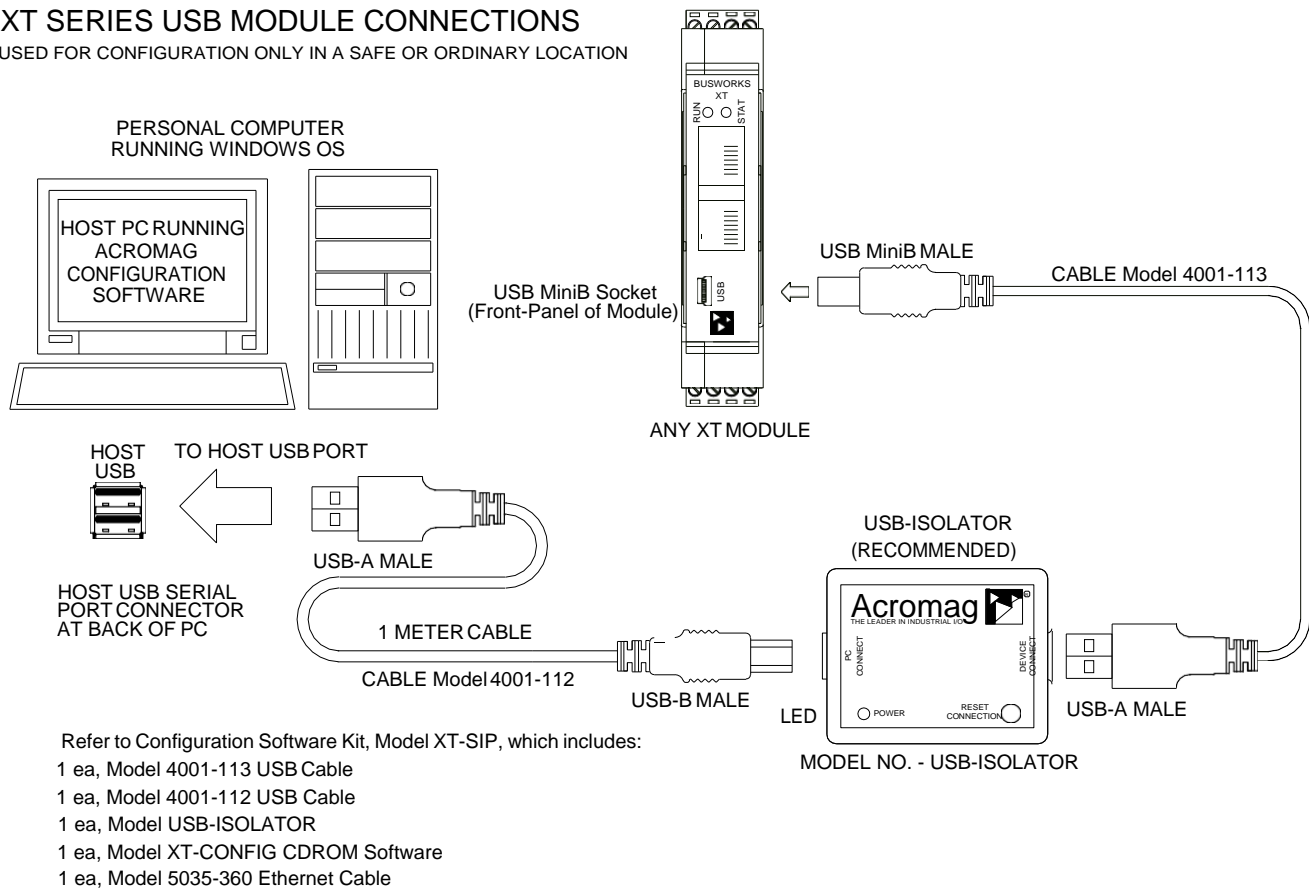 XT SERIES USB MODULE CONNECTIONS
USED FOR CONFIGURATION ONLY IN A SAFE OR ORDINARY LOCATION
PERSONAL COMPUTER
RUNNING WINDOWS OS
HOST PC RUNNING
ACROMAG
CONFIGURATION
SOFTWARE
BUSWORKS
XT
RUN
STAT
USB
USB MiniB Socket
(Front-Panel of Module)
USB MiniB MALE
CABLE Model 4001-113
ANY XT MODULE
HOST
USB
TO HOST USB PORT
USB-A MALE
HOST USB SERIAL
PORT CONNECTOR
AT BACK OF PC
1 METER CABLE
CABLE Model 4001-112
USB-B MALE
USB-ISOLATOR
(RECOMMENDED)
Acromag
THE LEADER IN INDUSTRIAL I/O
PC
CONNECT
DEVICE
CONNECT
LED
POWER
RESET
CONNECTION
USB-A MALE
MODEL NO. - USB-ISOLATOR
Refer to Configuration Software Kit, Model XT-SIP, which includes:
1 ea, Model 4001-113 USB Cable
1 ea, Model 4001-112 USB Cable
1 ea, Model USB-ISOLATOR
1 ea, Model XT-CONFIG CDROM Software
1 ea, Model 5035-360 Ethernet Cable